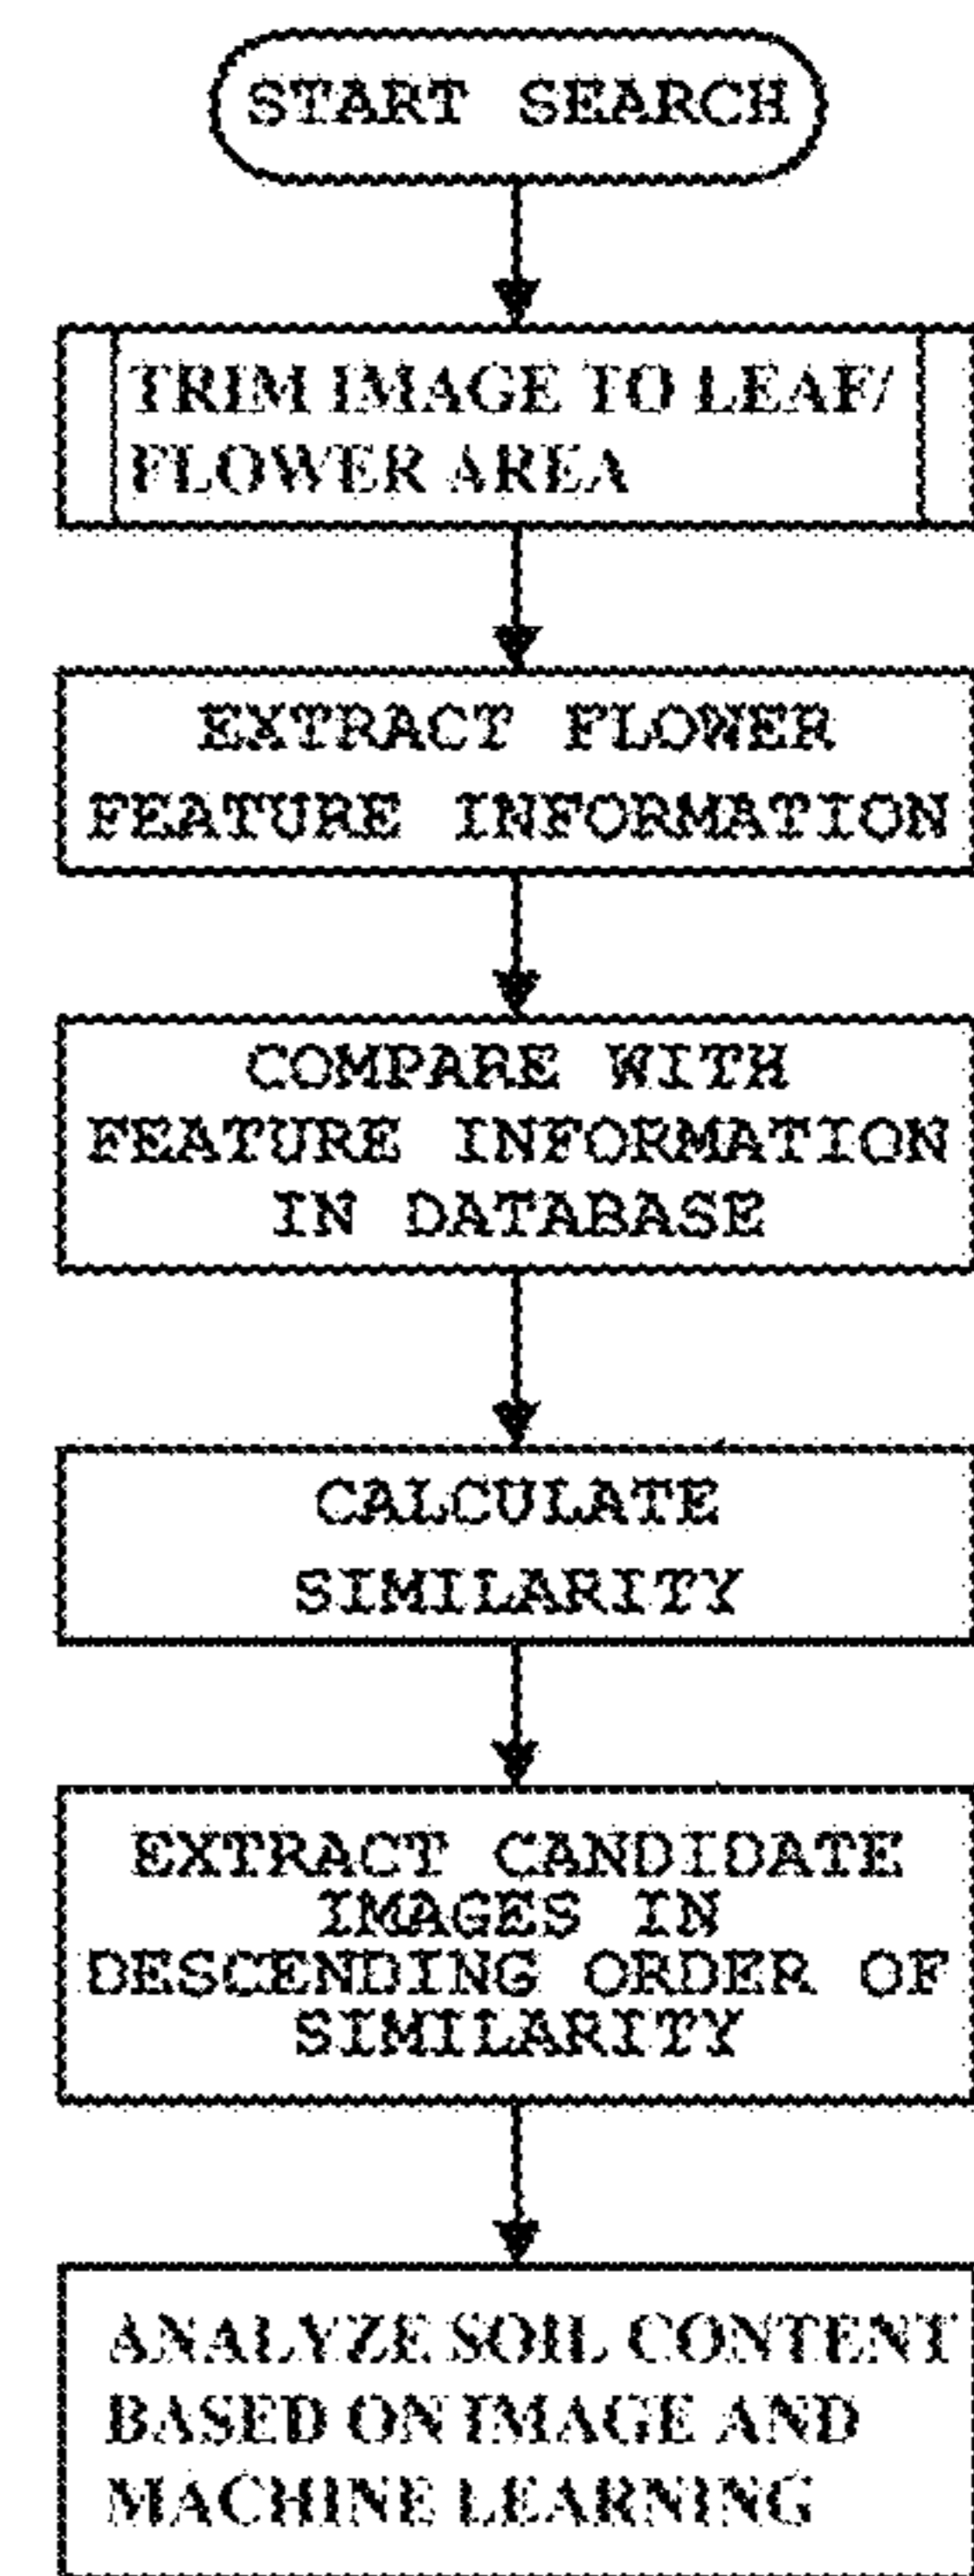 START SEARCH
TRIM IMAGE TO LEAF/
FLOWER AREA
EXTRACT FLOWER
FEATURE INFORMATION
COMPARE WITH
FEATURE INFORMATION
IN DATABASE
CALCULATE
SIMILARITY
EXTRACT CANDIDATE
IMAGES IN
DESCENDING ORDER OF
SIMILARITY
ANALYZE SOIL CONTENT
BASED ON IMAGE AND
MACHINE LEARNING